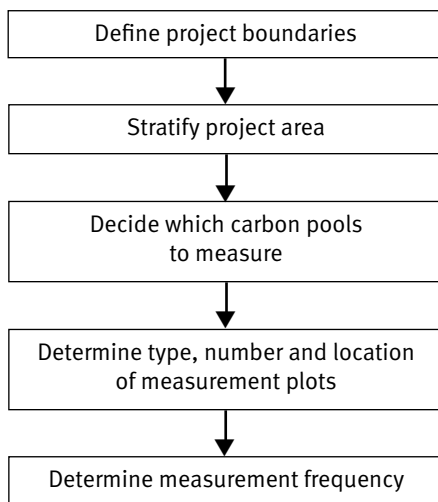 Define project boundaries
Stratify project area
Decide which carbon pools
to measure
Determine type, number and location
of measurement plots
Determine measurement frequency